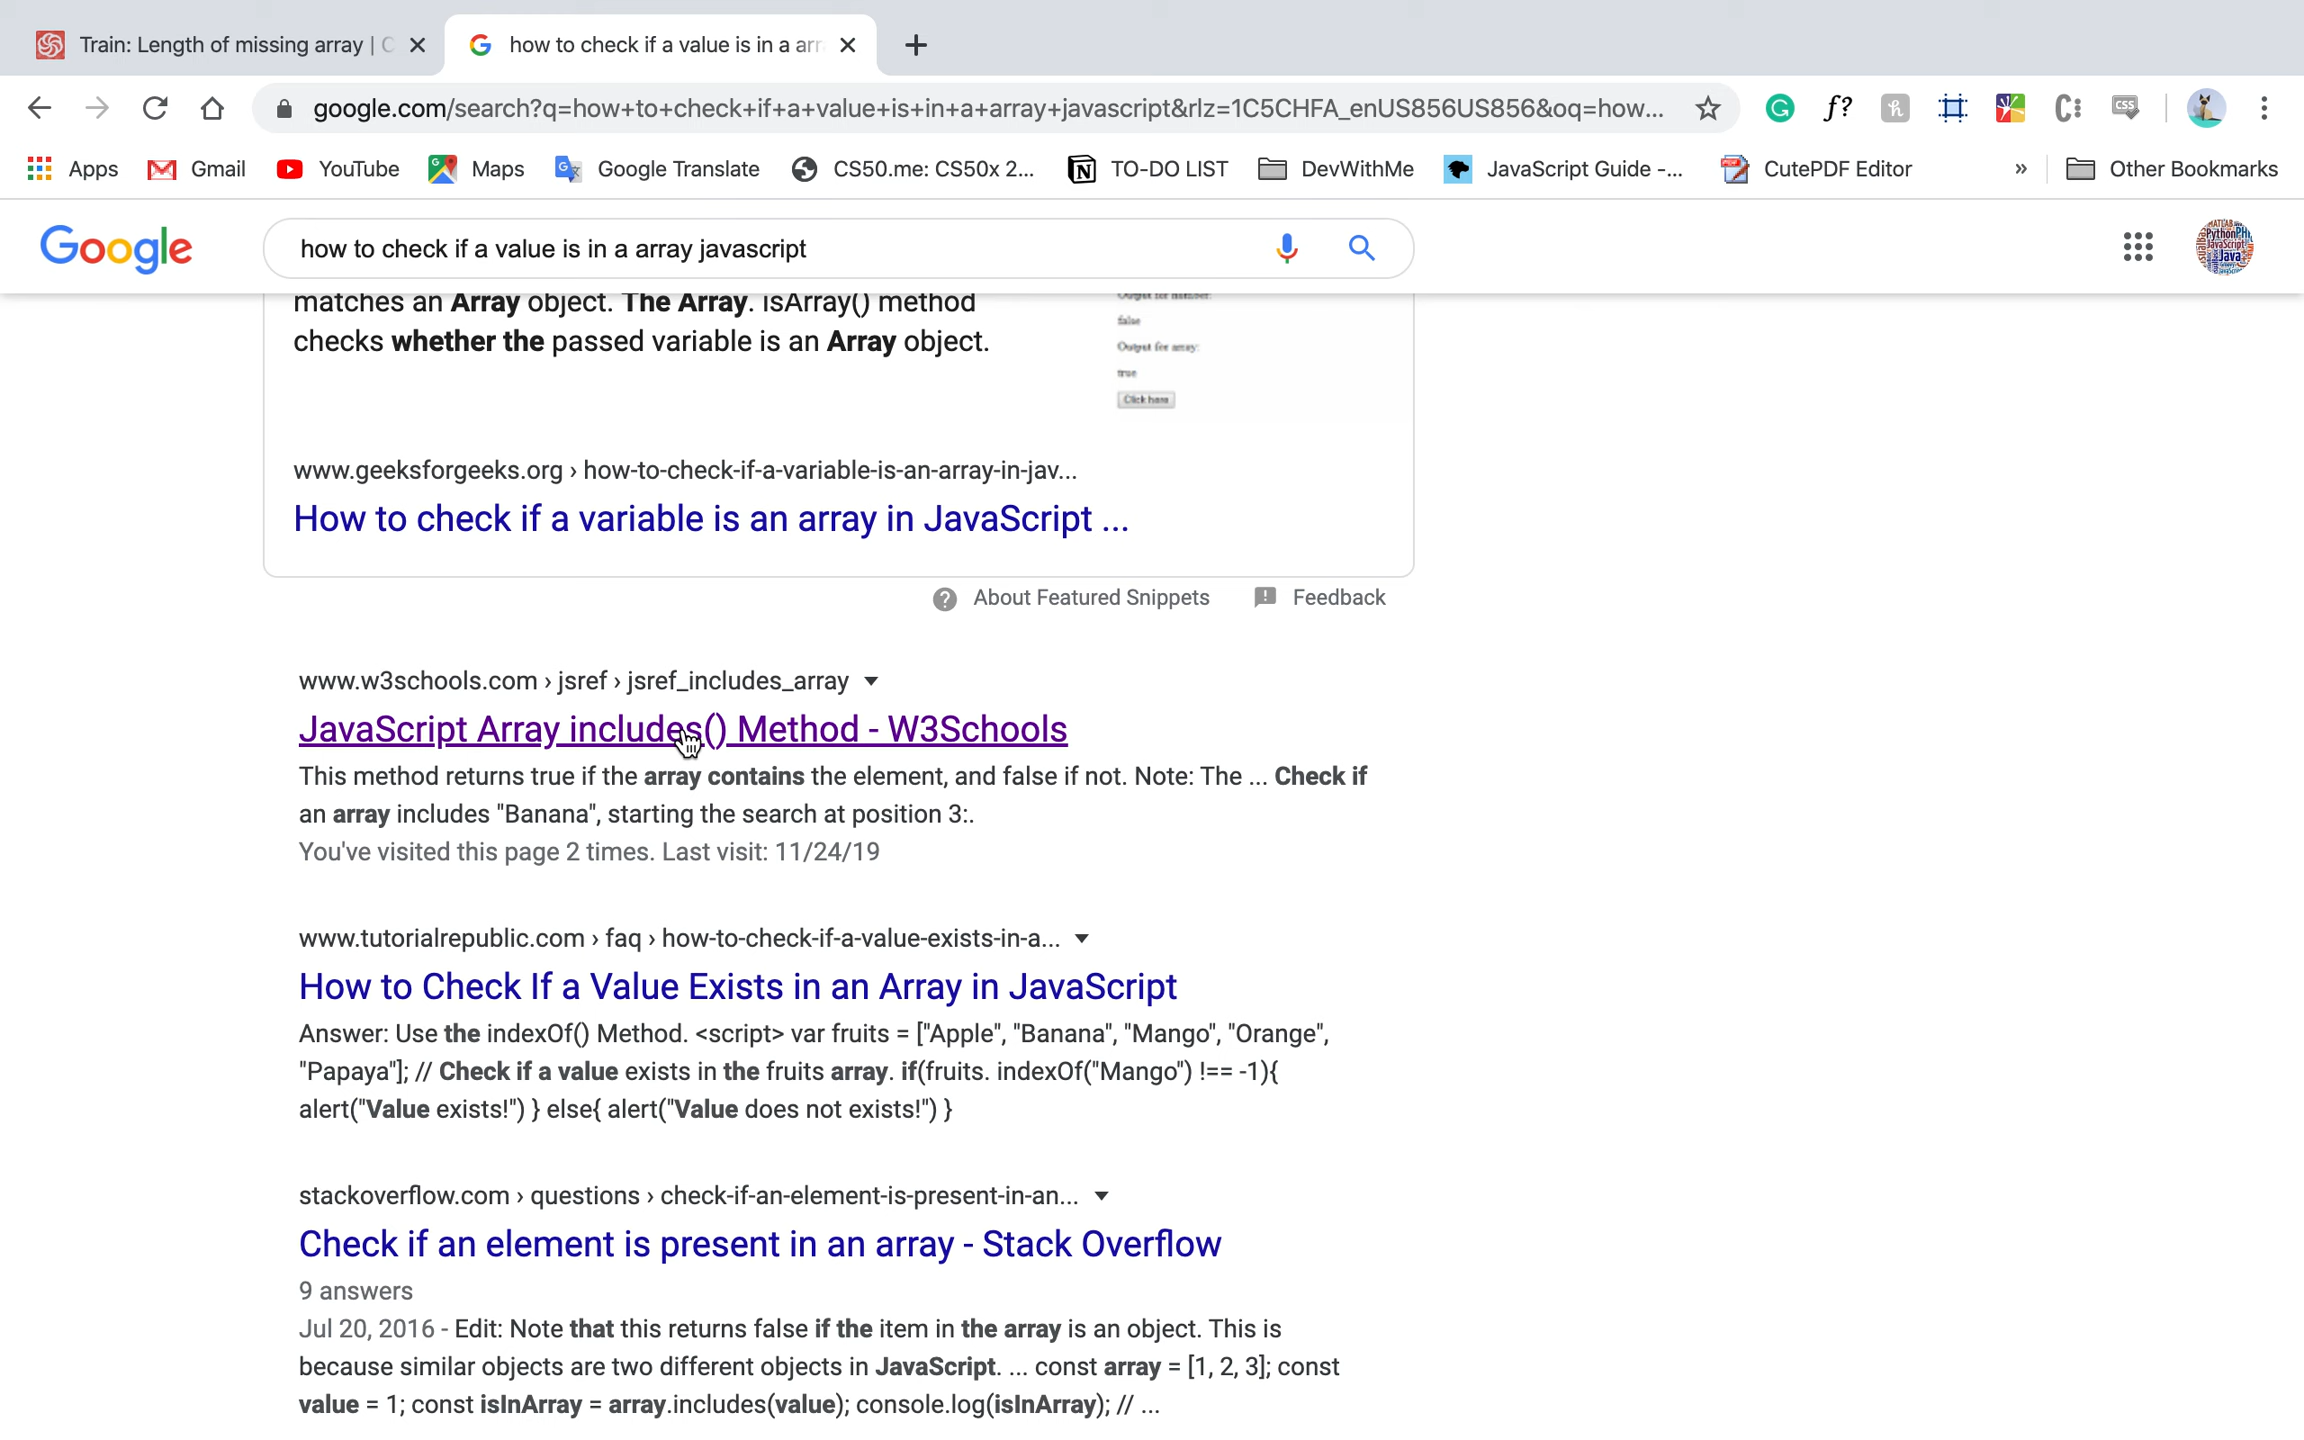 Train: Length of missing array | C
how to check if a value is in a arr
google.com/search?q=how+to+check+if+a+value+is+in+a+array+javascript&rlz=1C5CHFA_enUS856US856&oq=how...
f?
CSS
Apps
Gmail
YouTube
Maps
Google Translate
CS50.me: CS50x 2...
TO-DO LIST
DevWithMe
JavaScript Guide -...
CutePDF Editor
»
Other Bookmarks
Google
how to check if a value is in a array javascript
matches an Array object. The Array. isArray() method
checks whether the passed variable is an Array object.
Output for number:
false
Output for array:
true
Click here
www.geeksforgeeks.org › how-to-check-if-a-variable-is-an-array-in-jav...
How to check if a variable is an array in JavaScript ...
About Featured Snippets
Feedback
www.w3schools.com › jsref › jsref_includes_array
JavaScript Array includes() Method - W3Schools
This method returns true if the array contains the element, and false if not. Note: The ... Check if
an array includes "Banana", starting the search at position 3:.
You've visited this page 2 times. Last visit: 11/24/19
www.tutorialrepublic.com › faq › how-to-check-if-a-value-exists-in-a...
How to Check If a Value Exists in an Array in JavaScript
Answer: Use the indexOf() Method. <script> var fruits = ["Apple", "Banana", "Mango", "Orange",
"Papaya"]; // Check if a value exists in the fruits array. if(fruits. indexOf("Mango") !== -1){
alert("Value exists!") } else{ alert("Value does not exists!") }
stackoverflow.com › questions › check-if-an-element-is-present-in-an...
Check if an element is present in an array - Stack Overflow
9 answers
Jul 20, 2016 - Edit: Note that this returns false if the item in the array is an object. This is
because similar objects are two different objects in JavaScript. ... const array = [1, 2, 3]; const
value = 1; const isInArray = array.includes(value); console.log(isInArray); // ...